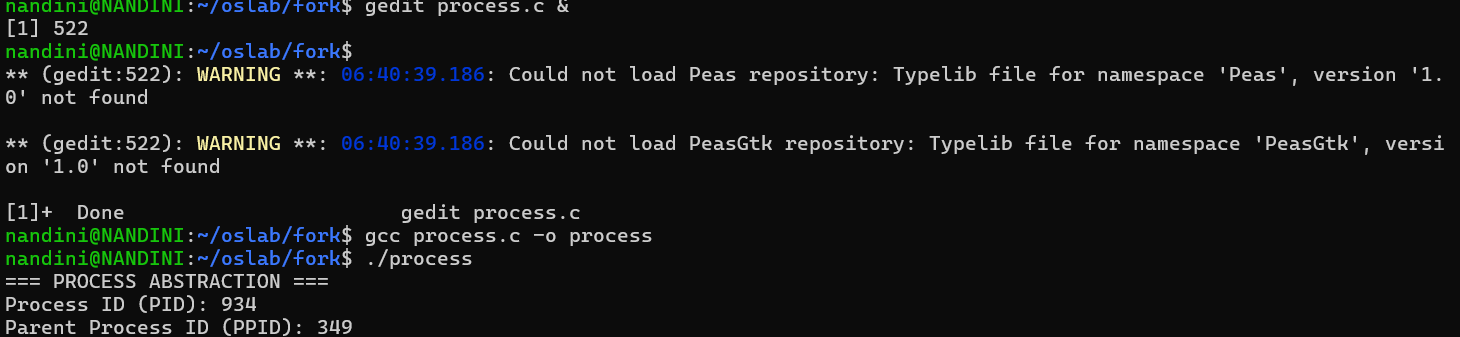 nandini@NANDINI:~/oslab/fork$ gedit process.c &
[1] 522
nandini@NANDINI:~/oslab/fork$
** (gedit:522): WARNING **: 06:40:39.186: Could not load Peas repository: Typelib file for namespace 'Peas', version '1.
0' not found
** (gedit:522): WARNING **: 06:40:39.186: Could not load PeasGtk repository: Typelib file for namespace 'PeasGtk', versi
on '1.0' not found
[1]+  Done                       gedit process.c
nandini@NANDINI:~/oslab/fork$ gcc process.c -o process
nandini@NANDINI:~/oslab/fork$ ./process
=== PROCESS ABSTRACTION ===
Process ID (PID): 934
Parent Process ID (PPID): 349